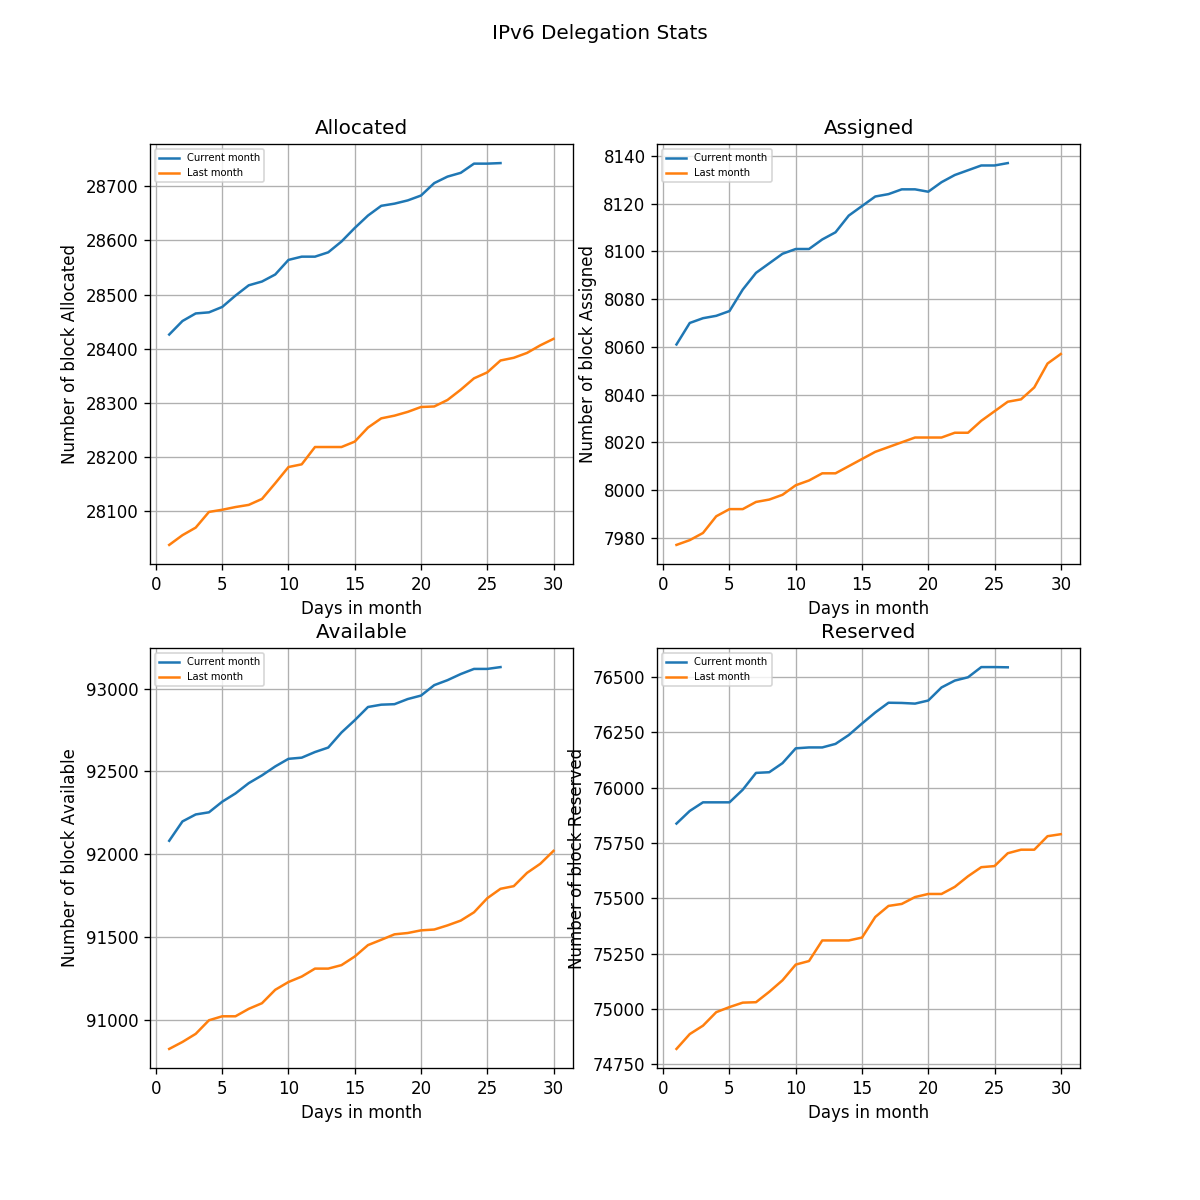 IPv6 Delegation Stats
Allocated
Current month
Last month
Number of block Allocated
28700
28600
28500
28400
28300
28200
28100
0 5 10 15 20 25 30
Days in month
Assigned
Current month
Last month
Number of block Assigned
8140
8120
8100
8080
8060
8040
8020
8000
7980
0 5 10 15 20 25 30
Days in month
Available
Current month
Last month
Number of block Available
93000
92500
92000
91500
91000
0 5 10 15 20 25 30
Days in month
Reserved
Current month
Last month
Number of block Reserved
76500
76250
76000
75750
75500
75250
75000
74750
0 5 10 15 20 25 30
Days in month